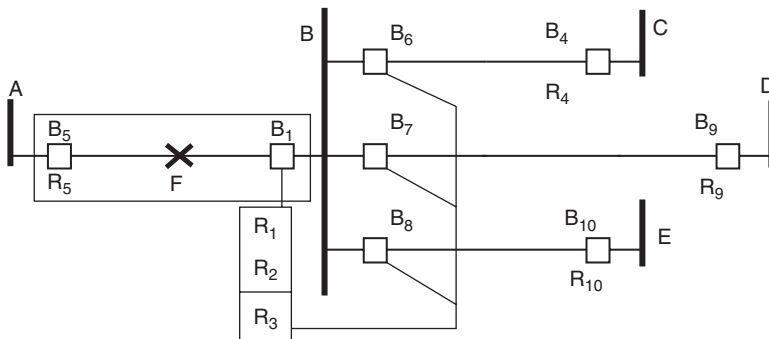 B
B₆
B₄
C
R₄
A
B₅
B₁
B₇
B₉
D
R₅
F
R₉
R₁
R₂
R₃
B₈
B₁₀
E
R₁₀